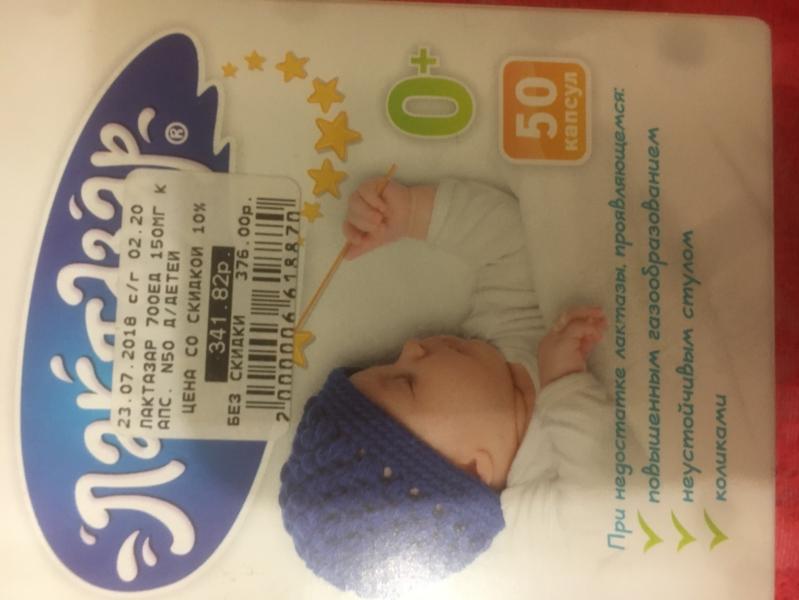 Лактазар®
0+
50
капсул
23.07.2018 с/г 02.20
ЛАКТАЗАР 700ЕД 150МГ К
АПС. N50 Д/ДЕТЕЙ
ЦЕНА СО СКИДКОЙ 10%
341.82р.
БЕЗ СКИДКИ 376.00р.
2000006618870
При недостатке лактазы, проявляющемся:
повышенным газообразованием
неустойчивым стулом
коликами